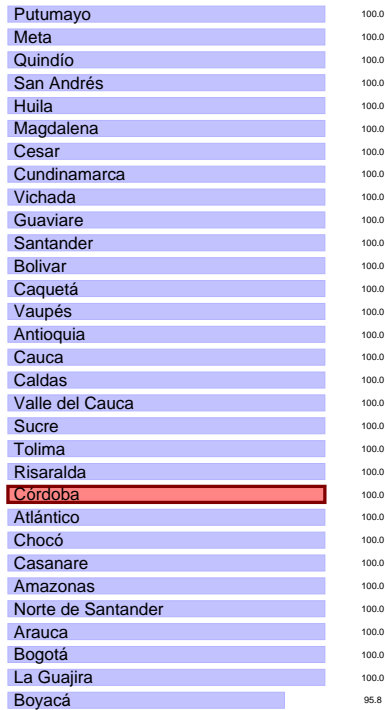 Putumayo 100.0
Meta 100.0
Quindío 100.0
San Andrés 100.0
Huila 100.0
Magdalena 100.0
Cesar 100.0
Cundinamarca 100.0
Vichada 100.0
Guaviare 100.0
Santander 100.0
Bolivar 100.0
Caquetá 100.0
Vaupés 100.0
Antioquia 100.0
Cauca 100.0
Caldas 100.0
Valle del Cauca 100.0
Sucre 100.0
Tolima 100.0
Risaralda 100.0
Córdoba 100.0
Atlántico 100.0
Chocó 100.0
Casanare 100.0
Amazonas 100.0
Norte de Santander 100.0
Arauca 100.0
Bogotá 100.0
La Guajira 100.0
Boyacá 95.8